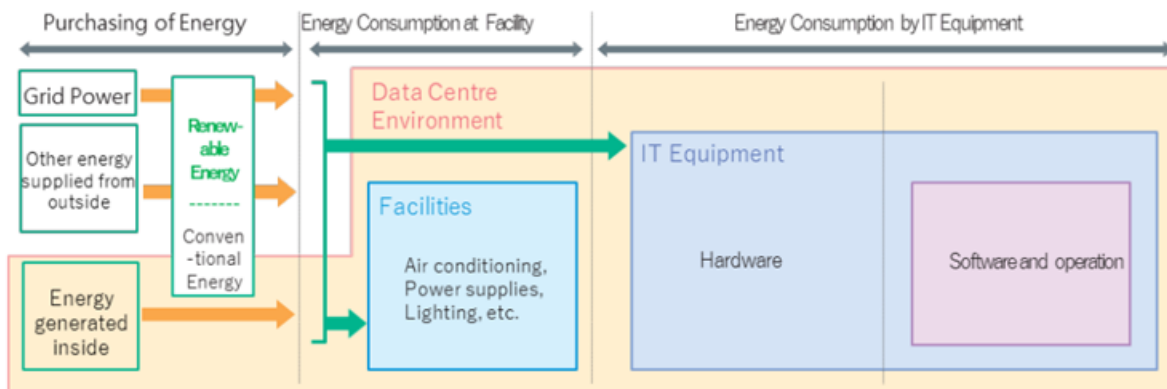 Purchasing of Energy
Energy Consumption at Facility
Energy Consumption by IT Equipment
Grid Power
Other energy
supplied from
outside
Energy
generated
inside
Renew-
able
Energy
-------
Conven
-tional
Energy
Data Centre
Environment
Facilities
Air conditioning,
Power supplies,
Lighting, etc.
IT Equipment
Hardware
Software and operation